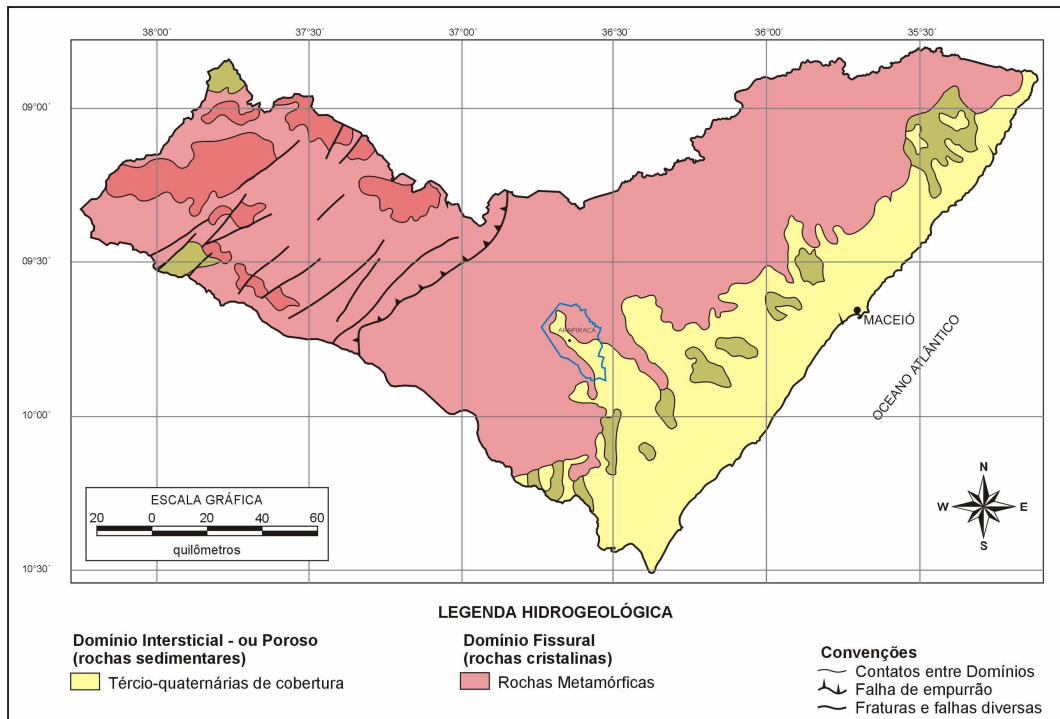 38°00´ 37°30´ 37°00´ 36°30´ 36°00´ 35°30´
09°00´
09°30´
10°00´
10°30´
ARAPIRACA
MACEIÓ
OCEANO ATLÂNTICO
N
W E
S
ESCALA GRÁFICA
20 0 20 40 60
quilômetros
LEGENDA HIDROGEOLÓGICA
Domínio Intersticial - ou Poroso
(rochas sedimentares)
Tércio-quaternárias de cobertura
Domínio Fissural
(rochas cristalinas)
Rochas Metamórficas
Convenções
Contatos entre Domínios
Falha de empurrão
Fraturas e falhas diversas